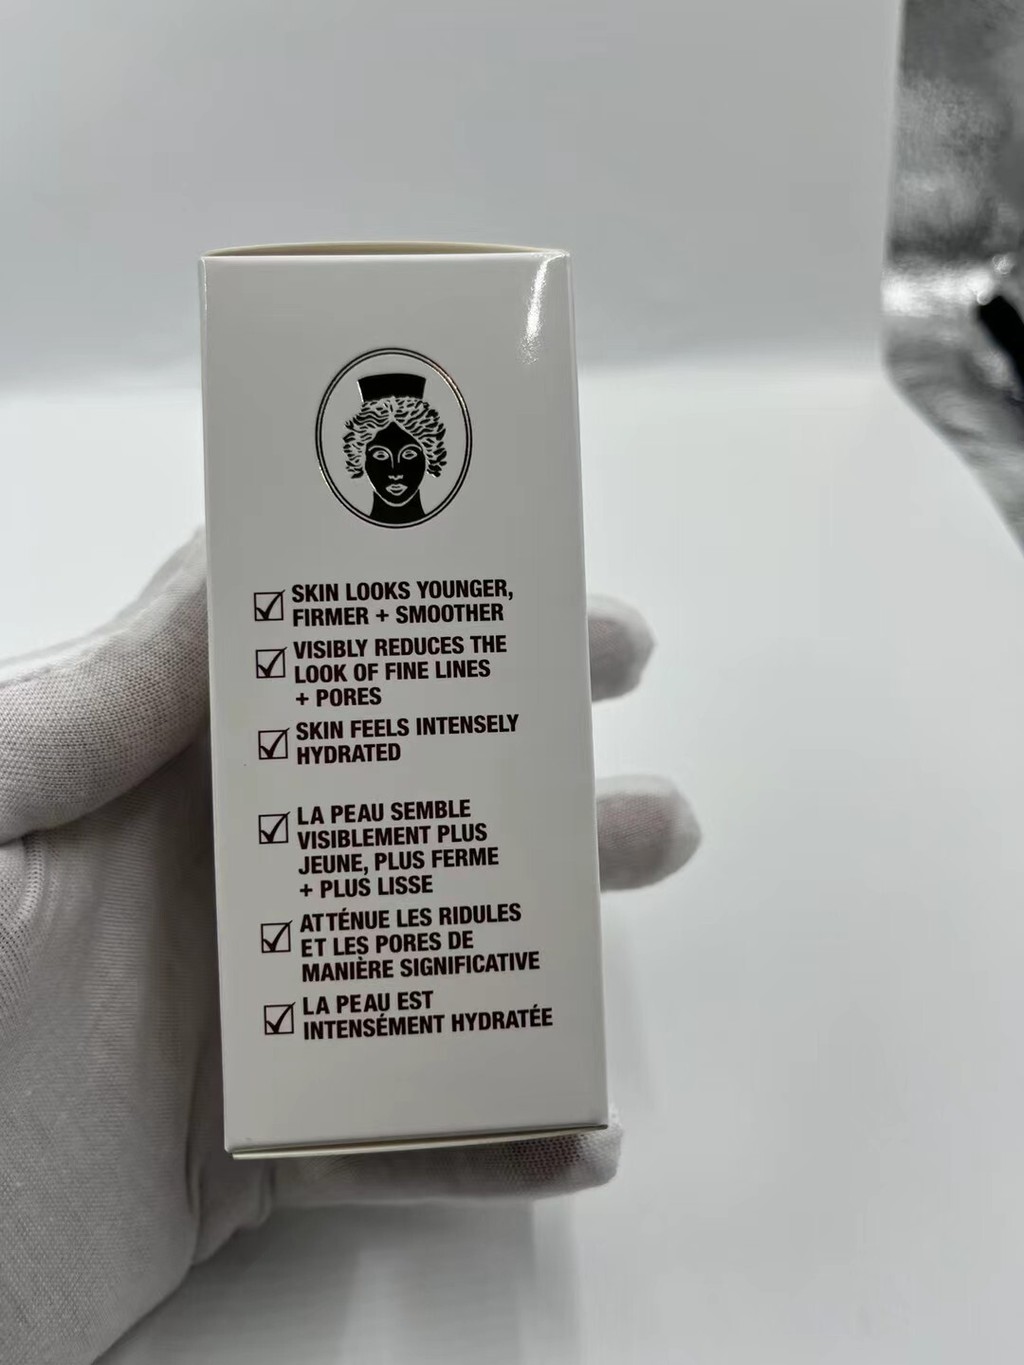 SKIN LOOKS YOUNGER,
FIRMER + SMOOTHER
VISIBLY REDUCES THE
LOOK OF FINE LINES
+ PORES
SKIN FEELS INTENSELY
HYDRATED
LA PEAU SEMBLE
VISIBLEMENT PLUS
JEUNE, PLUS FERME
+ PLUS LISSE
ATTÉNUE LES RIDULES
ET LES PORES DE
MANIÈRE SIGNIFICATIVE
LA PEAU EST
INTENSÉMENT HYDRATÉE